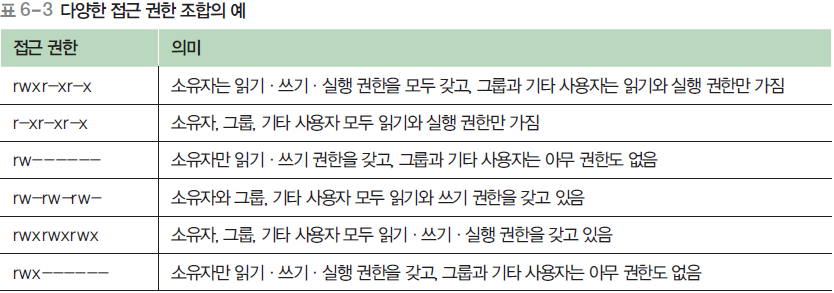 표 6-3 다양한 접근 권한 조합의 예
접근 권한 의미
rwxr-xr-x 소유자는 읽기·쓰기·실행 권한을 모두 갖고, 그룹과 기타 사용자는 읽기와 실행 권한만 가짐
r-xr-xr-x 소유자, 그룹, 기타 사용자 모두 읽기와 실행 권한만 가짐
rw------- 소유자만 읽기·쓰기 권한을 갖고, 그룹과 기타 사용자는 아무 권한도 없음
rw-rw-rw- 소유자와 그룹, 기타 사용자 모두 읽기와 쓰기 권한을 갖고 있음
rwxrwxrwx 소유자, 그룹, 기타 사용자 모두 읽기·쓰기·실행 권한을 갖고 있음
rwx------ 소유자만 읽기·쓰기·실행 권한을 갖고, 그룹과 기타 사용자는 아무 권한도 없음